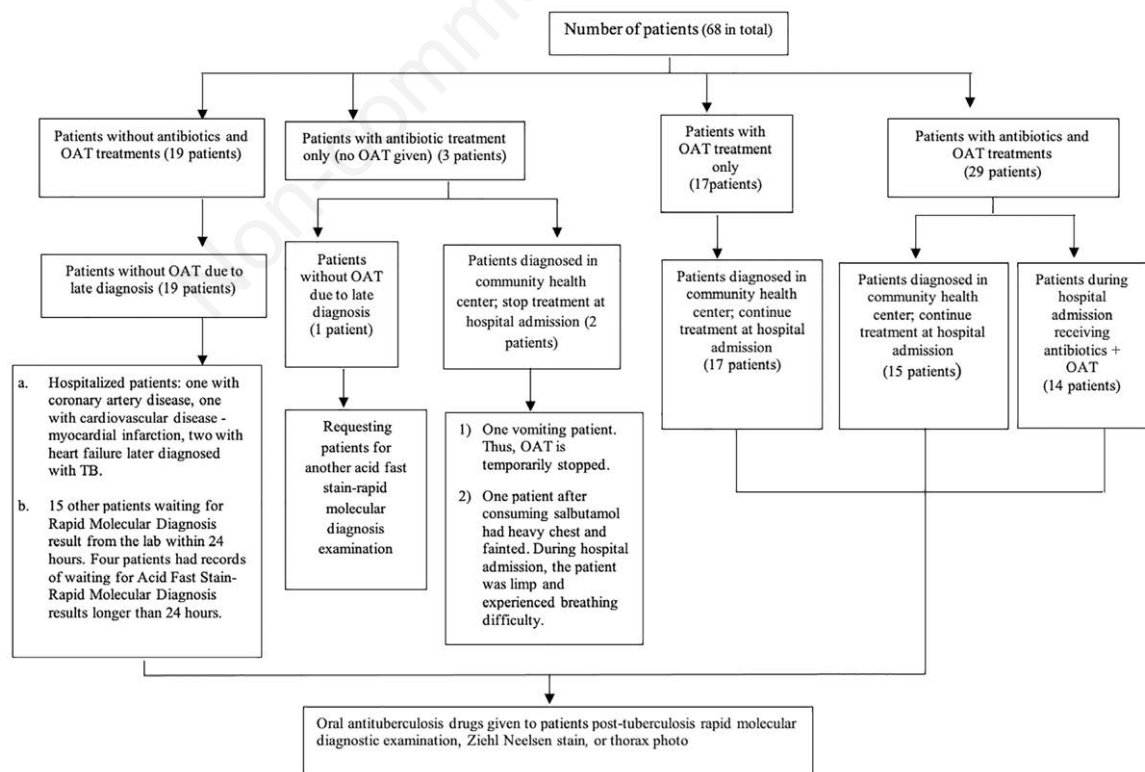 Non-comm
Number of patients (68 in total)
Patients without antibiotics and
OAT treatments (19 patients)
Patients with antibiotic treatment
only (no OAT given) (3 patients)
Patients with
OAT treatment
only
(17patients)
Patients with antibiotics and
OAT treatments
(29 patients)
Patients without OAT due to
late diagnosis (19 patients)
Patients
without OAT
due to late
diagnosis
(1 patient)
Patients diagnosed in
community health
center; stop treatment at
hospital admission (2
patients)
Patients diagnosed in
community health
center; continue
treatment at hospital
admission
(17 patients)
Patients diagnosed in
community health
center; continue
treatment at hospital
admission
(15 patients)
Patients during
hospital
admission
receiving
antibiotics +
OAT
(14 patients)
a. Hospitalized patients: one with
coronary artery disease, one
with cardiovascular disease -
myocardial infarction, two with
heart failure later diagnosed
with TB.
b. 15 other patients waiting for
Rapid Molecular Diagnosis
result from the lab within 24
hours. Four patients had records
of waiting for Acid Fast Stain-
Rapid Molecular Diagnosis
results longer than 24 hours.
Requesting
patients for
another acid fast
stain-rapid
molecular
diagnosis
examination
1) One vomiting patient.
Thus, OAT is
temporarily stopped.
2) One patient after
consuming salbutamol
had heavy chest and
fainted. During hospital
admission, the patient
was limp and
experienced breathing
difficulty.
Oral antituberculosis drugs given to patients post-tuberculosis rapid molecular
diagnostic examination, Ziehl Neelsen stain, or thorax photo